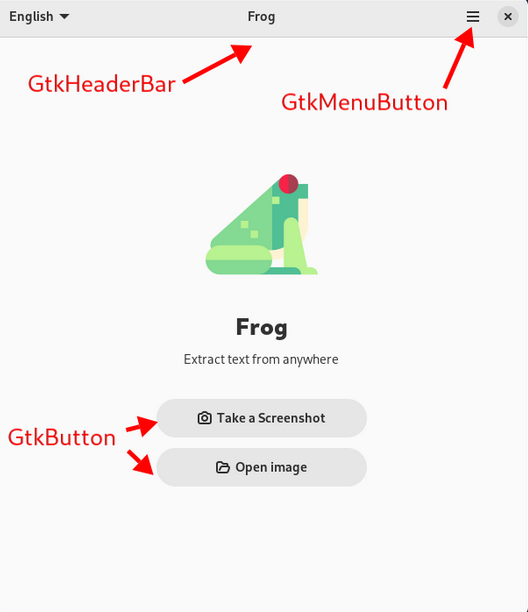 English
Frog
GtkHeaderBar
GtkMenuButton
Frog
Extract text from anywhere
Take a Screenshot
GtkButton
Open image